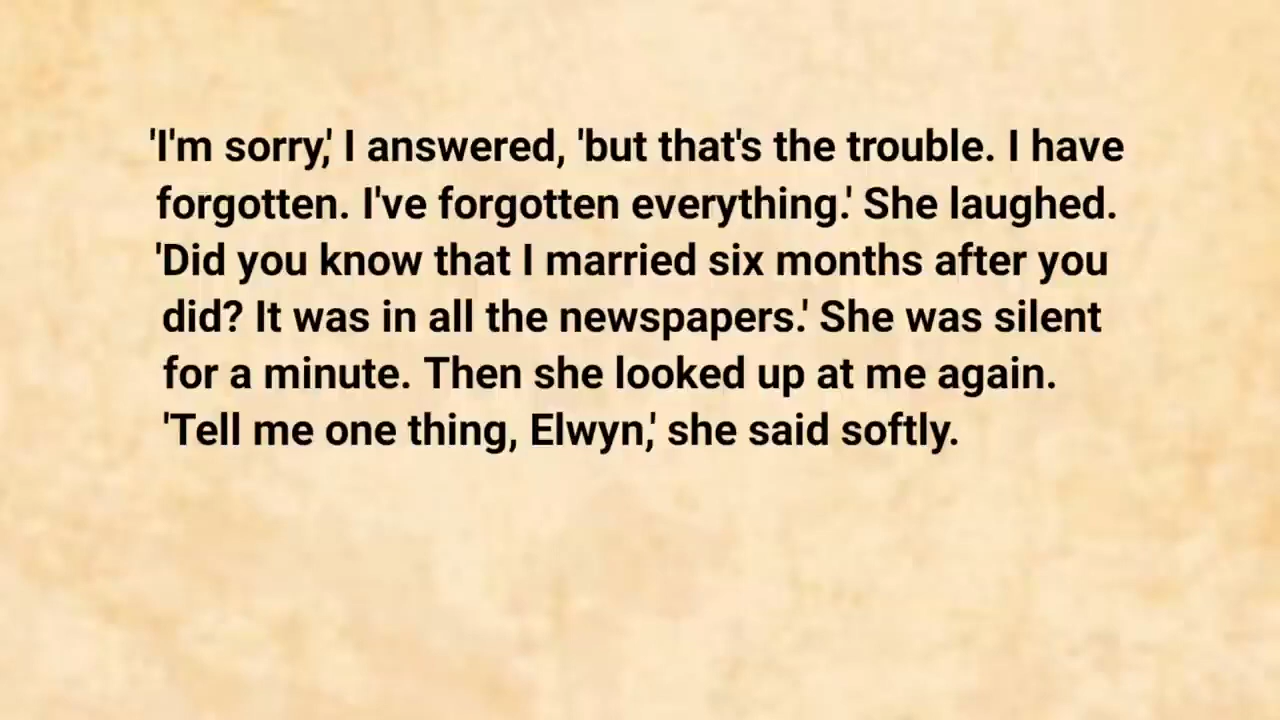 'I'm sorry,' I answered, 'but that's the trouble. I have
forgotten. I've forgotten everything.' She laughed.
'Did you know that I married six months after you
did? It was in all the newspapers.' She was silent
for a minute. Then she looked up at me again.
'Tell me one thing, Elwyn,' she said softly.